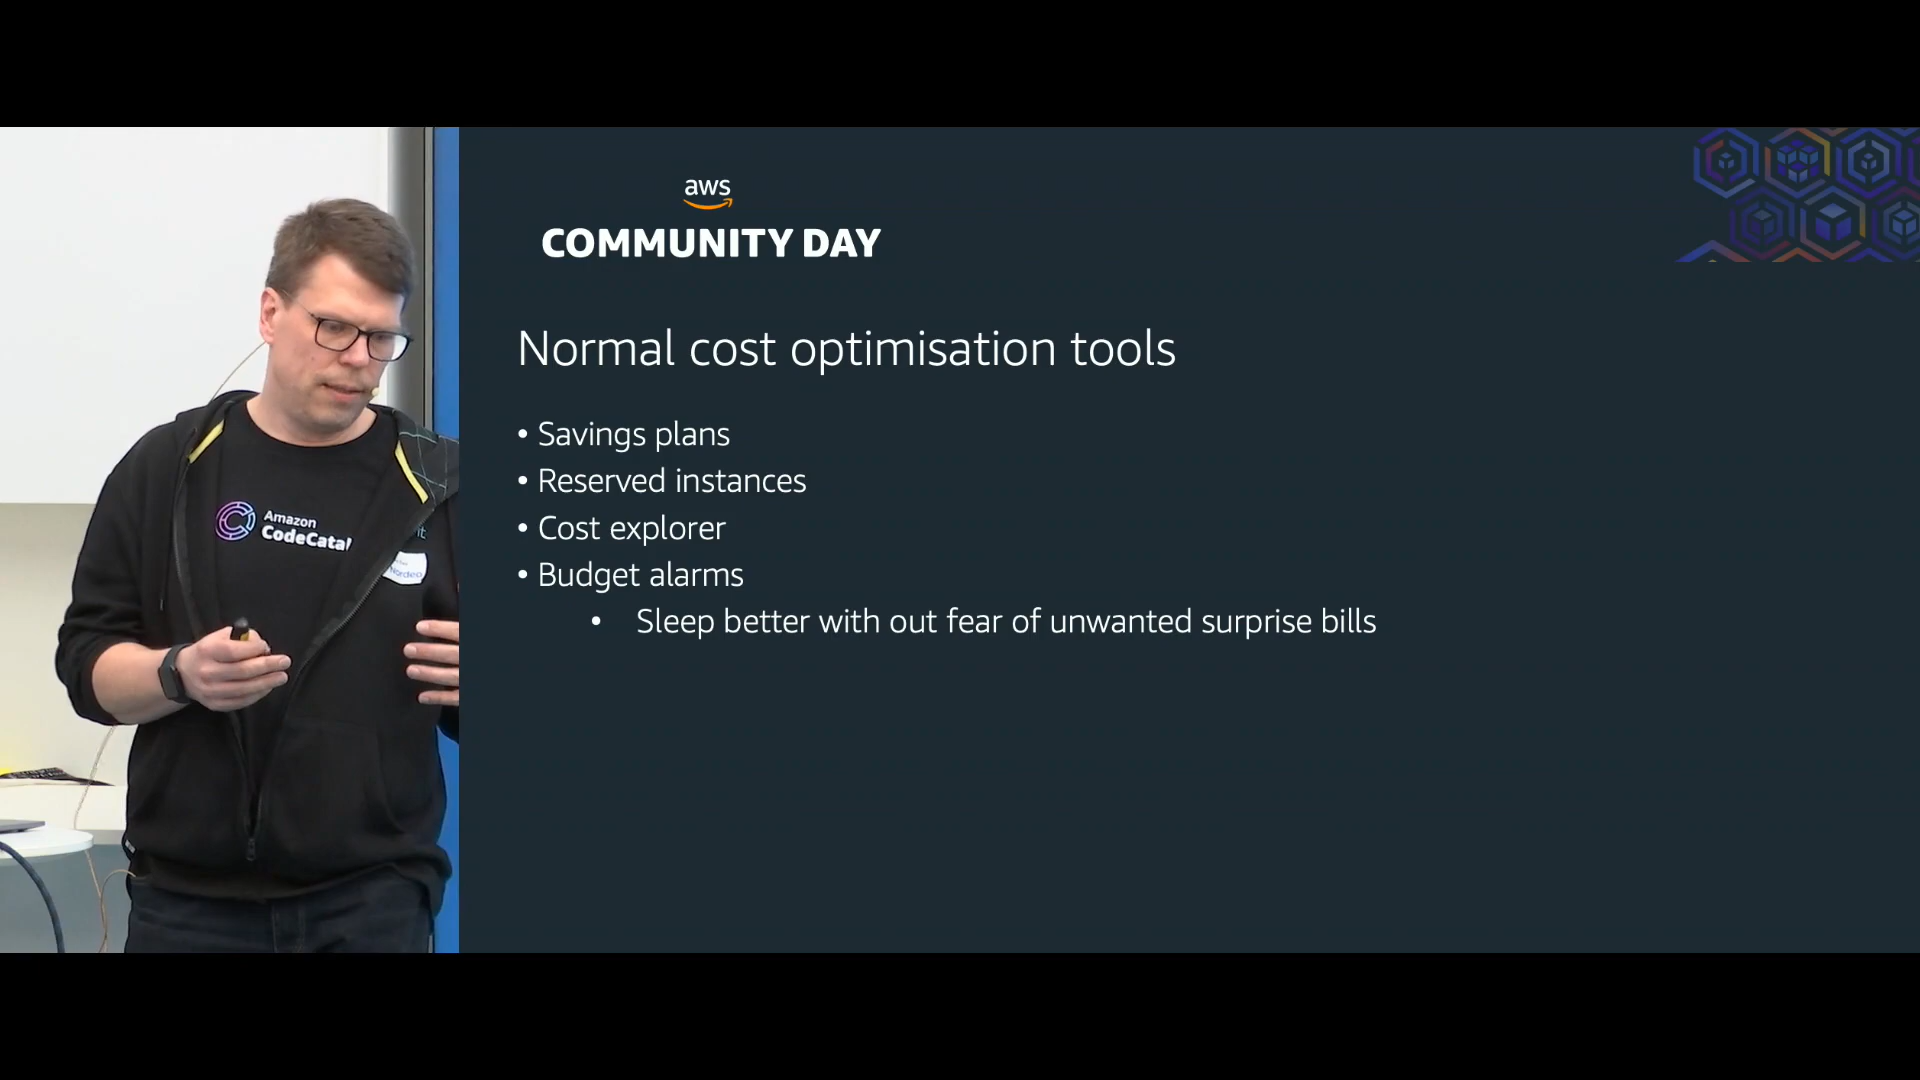 aws
COMMUNITY DAY
Normal cost optimisation tools
• Savings plans
• Reserved instances
• Cost explorer
• Budget alarms
• Sleep better with out fear of unwanted surprise bills
Amazon
CodeCatal
Nordeo